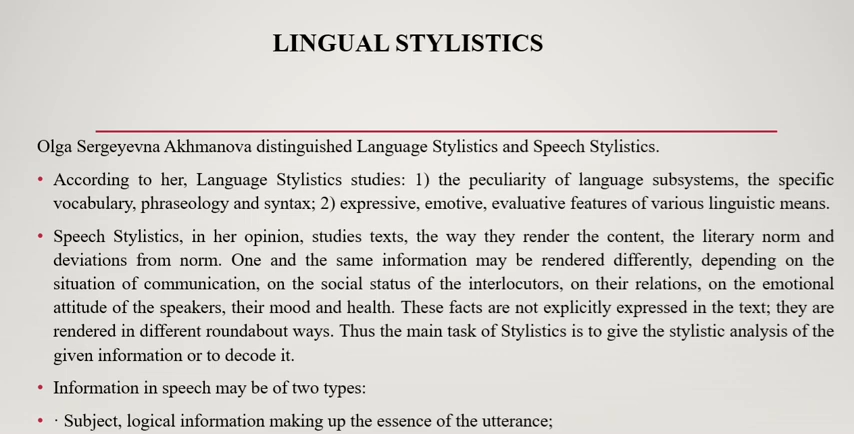 LINGUAL STYLISTICS
Olga Sergeyevna Akhmanova distinguished Language Stylistics and Speech Stylistics.
• According to her, Language Stylistics studies: 1) the peculiarity of language subsystems, the specific
vocabulary, phraseology and syntax; 2) expressive, emotive, evaluative features of various linguistic means.
• Speech Stylistics, in her opinion, studies texts, the way they render the content, the literary norm and
deviations from norm. One and the same information may be rendered differently, depending on the
situation of communication, on the social status of the interlocutors, on their relations, on the emotional
attitude of the speakers, their mood and health. These facts are not explicitly expressed in the text; they are
rendered in different roundabout ways. Thus the main task of Stylistics is to give the stylistic analysis of the
given information or to decode it.
• Information in speech may be of two types:
• · Subject, logical information making up the essence of the utterance;